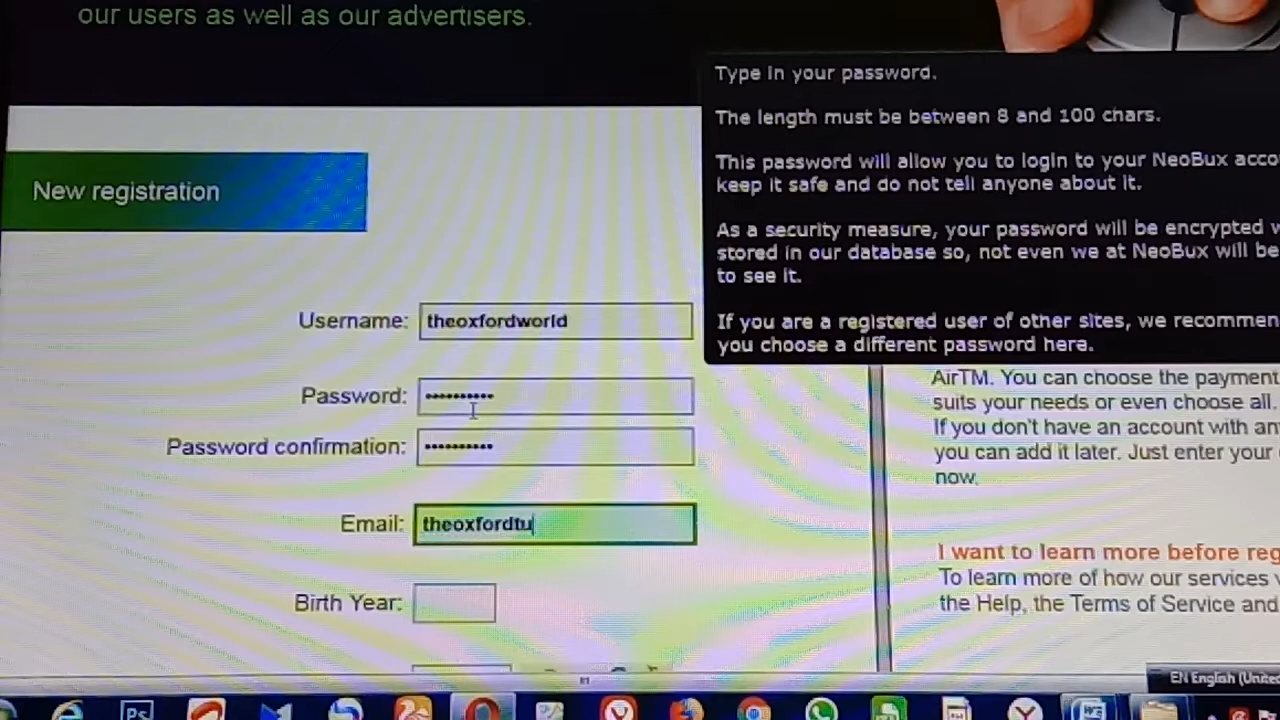 our users as well as our advertisers.
Type in your password.
The length must be between 8 and 100 chars.
This password will allow you to login to your NeoBux
keep it safe and do not tell anyone about it.
As a security measure, your password will be encrypted
stored in our database so, not even we at NeoBux will be
to see it.
If you are a registered user of other sites, we
you choose a different password here.
New registration
Username: theoxfordworld
Password: ••••••••••
Password confirmation: ••••••••••
Email: theoxfordtu
Birth Year:
AirTM. You can choose the payment
suits your needs or even choose all.
If you don't have an account with
you can add it later. Just enter your
now.
I want to learn more before
To learn more of how our services
the Help, the Terms of Service and
EN English
Ps